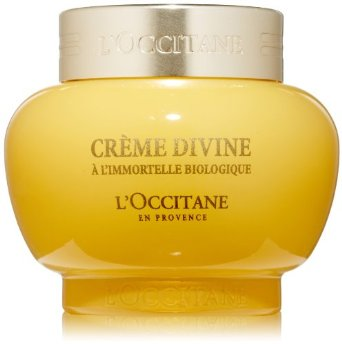 L'OCCITANE
CRÈME DIVINE
À L'IMMORTELLE BIOLOGIQUE
L'OCCITANE
EN PROVENCE